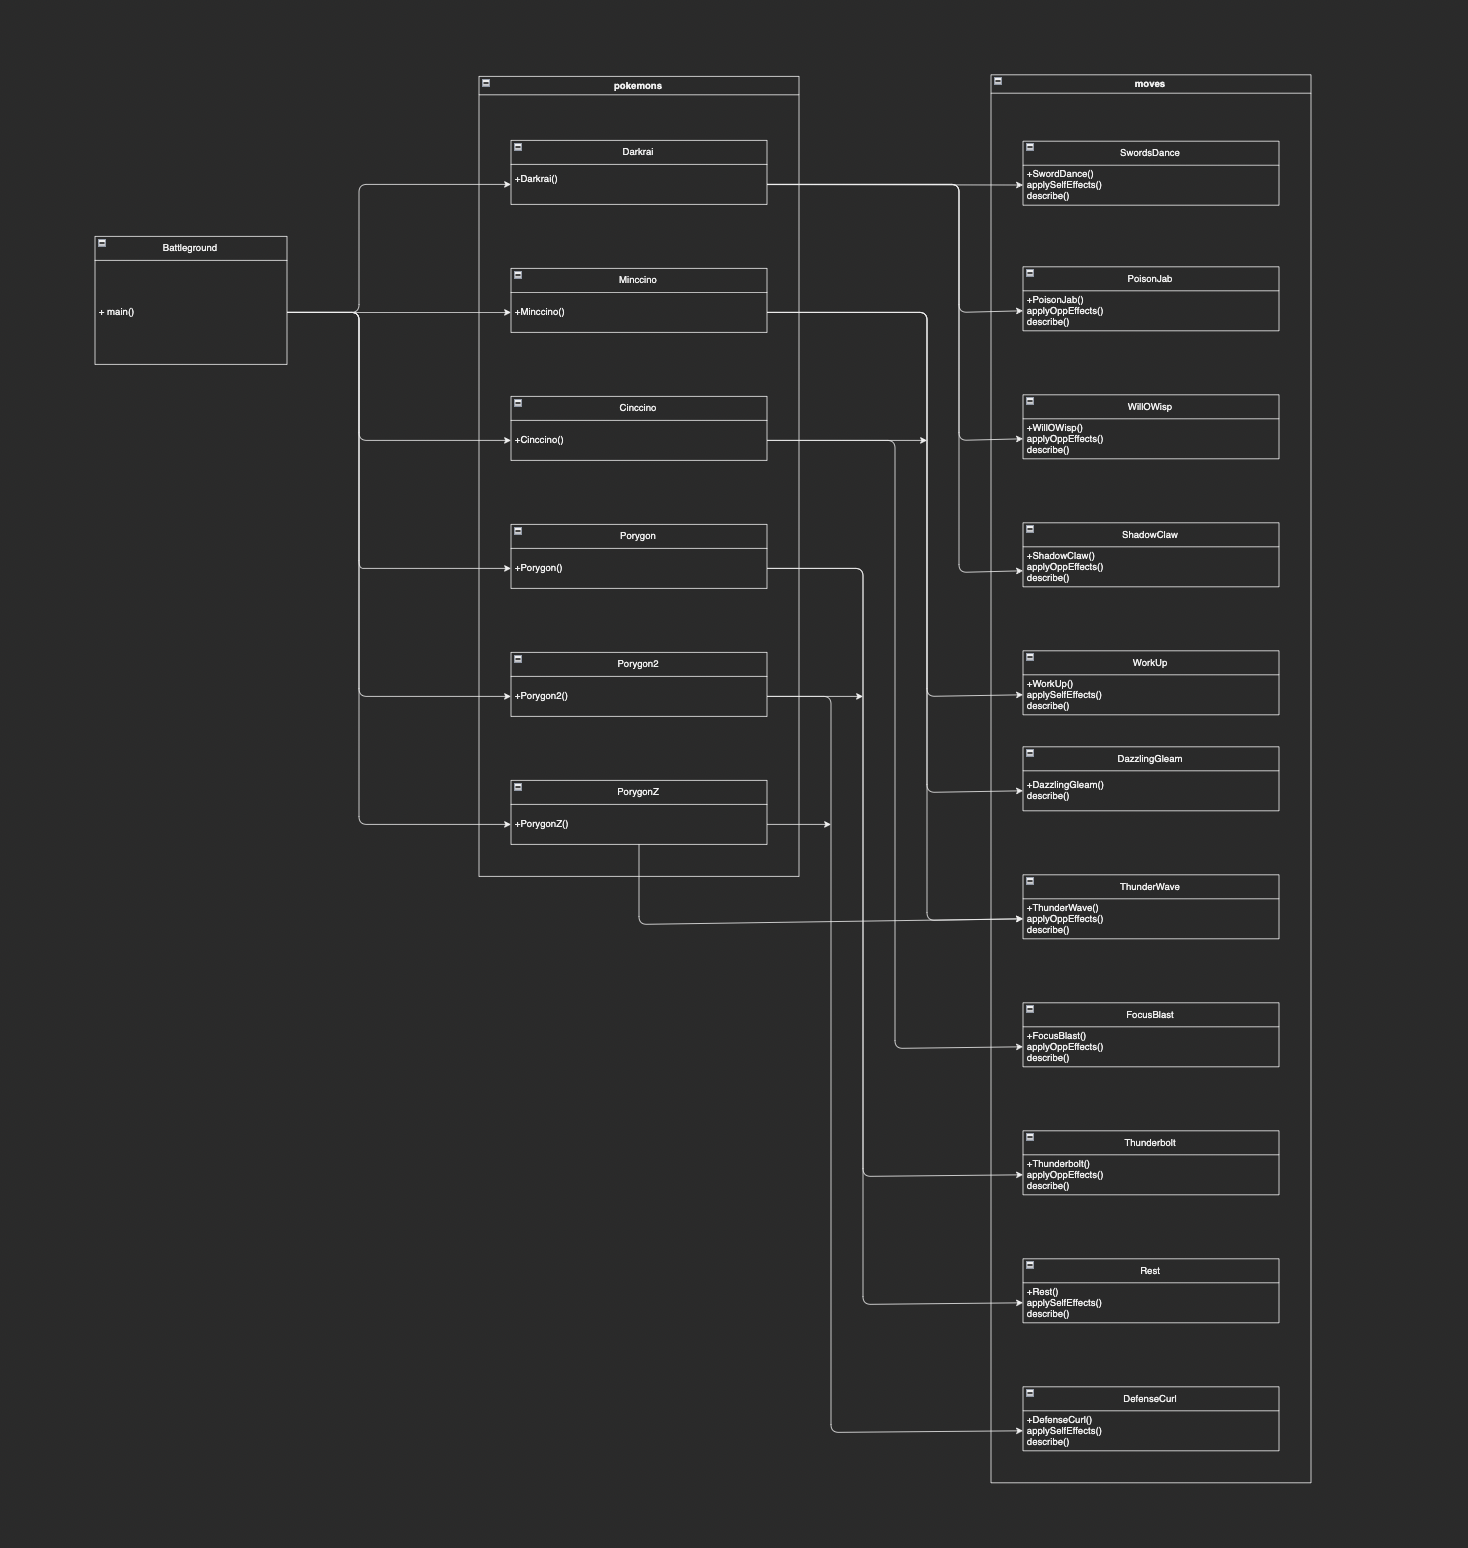 Battleground
+ main()
pokemons
Darkrai
+Darkrai()
Minccino
+Minccino()
Cinccino
+Cinccino()
Porygon
+Porygon()
Porygon2
+Porygon2()
PorygonZ
+PorygonZ()
moves
SwordsDance
+SwordDance()
applySelfEffects()
describe()
PoisonJab
+PoisonJab()
applyOppEffects()
describe()
WillOWisp
+WillOWisp()
applyOppEffects()
describe()
ShadowClaw
+ShadowClaw()
applyOppEffects()
describe()
WorkUp
+WorkUp()
applySelfEffects()
describe()
DazzlingGleam
+DazzlingGleam()
describe()
ThunderWave
+ThunderWave()
applyOppEffects()
describe()
FocusBlast
+FocusBlast()
applyOppEffects()
describe()
Thunderbolt
+Thunderbolt()
applyOppEffects()
describe()
Rest
+Rest()
applySelfEffects()
describe()
DefenseCurl
+DefenseCurl()
applySelfEffects()
describe()